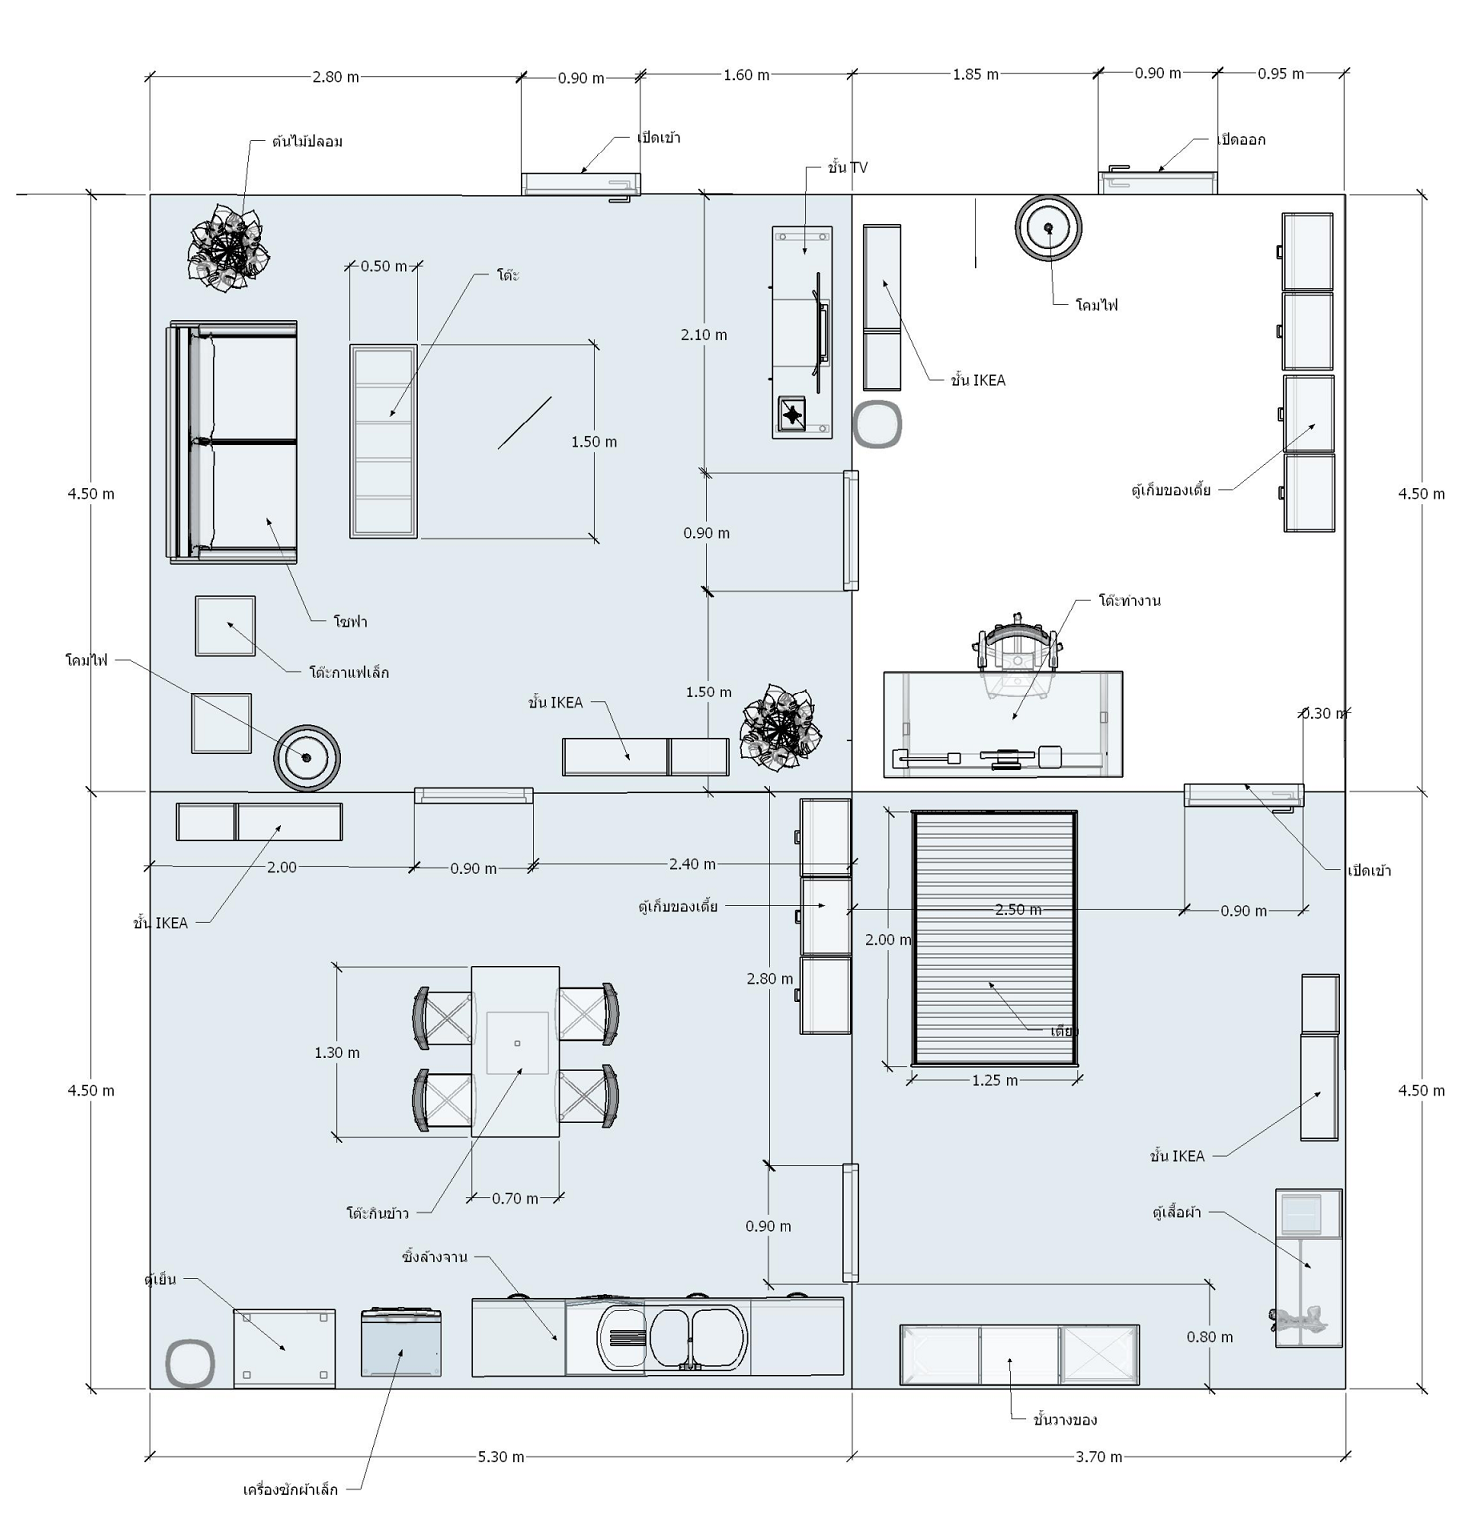 2.80 m
0.90 m
1.60 m
1.85 m
0.90 m
0.95 m
ต้นไม้ปลอม
เปิดเข้า
ชั้น TV
เปิดออก
0.50 m
โต๊ะ
โคมไฟ
2.10 m
ชั้น IKEA
1.50 m
4.50 m
ตู้เก็บของเตี้ย
4.50 m
0.90 m
โต๊ะทำงาน
โซฟา
โคมไฟ
โต๊ะกาแฟเล็ก
1.50 m
ชั้น IKEA
0.30 m
2.00
0.90 m
2.40 m
เปิดเข้า
ตู้เก็บของเตี้ย
2.50 m
0.90 m
ชั้น IKEA
2.00 m
2.80 m
เตียง
1.30 m
1.25 m
4.50 m
4.50 m
ชั้น IKEA
0.70 m
โต๊ะกินข้าว
ตู้เสื้อผ้า
0.90 m
ซิ้งล้างจาน
ตู้เย็น
0.80 m
ชั้นวางของ
5.30 m
3.70 m
เครื่องซักผ้าเล็ก